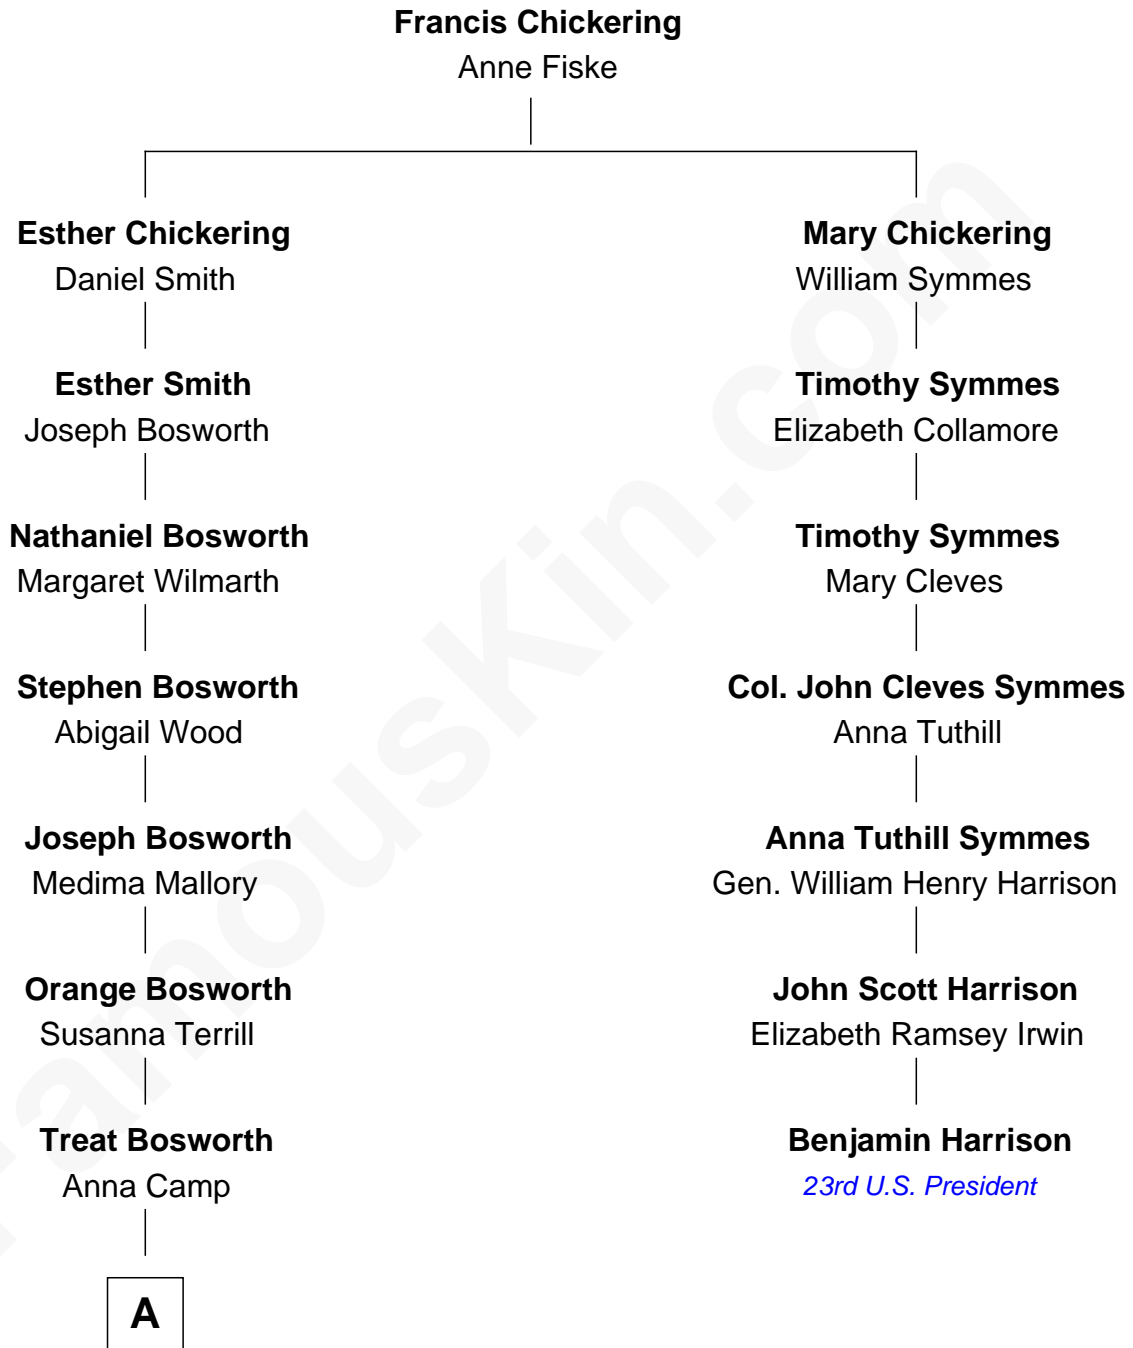 Francis Chickering
Anne Fiske
Esther Chickering
Daniel Smith
Mary Chickering
William Symmes
Esther Smith
Joseph Bosworth
Timothy Symmes
Elizabeth Collamore
Nathaniel Bosworth
Margaret Wilmarth
Timothy Symmes
Mary Cleves
Stephen Bosworth
Abigail Wood
Col. John Cleves Symmes
Anna Tuthill
Joseph Bosworth
Medima Mallory
Anna Tuthill Symmes
Gen. William Henry Harrison
Orange Bosworth
Susanna Terrill
John Scott Harrison
Elizabeth Ramsey Irwin
Treat Bosworth
Anna Camp
Benjamin Harrison
23rd U.S. President
A
FamousKin.com